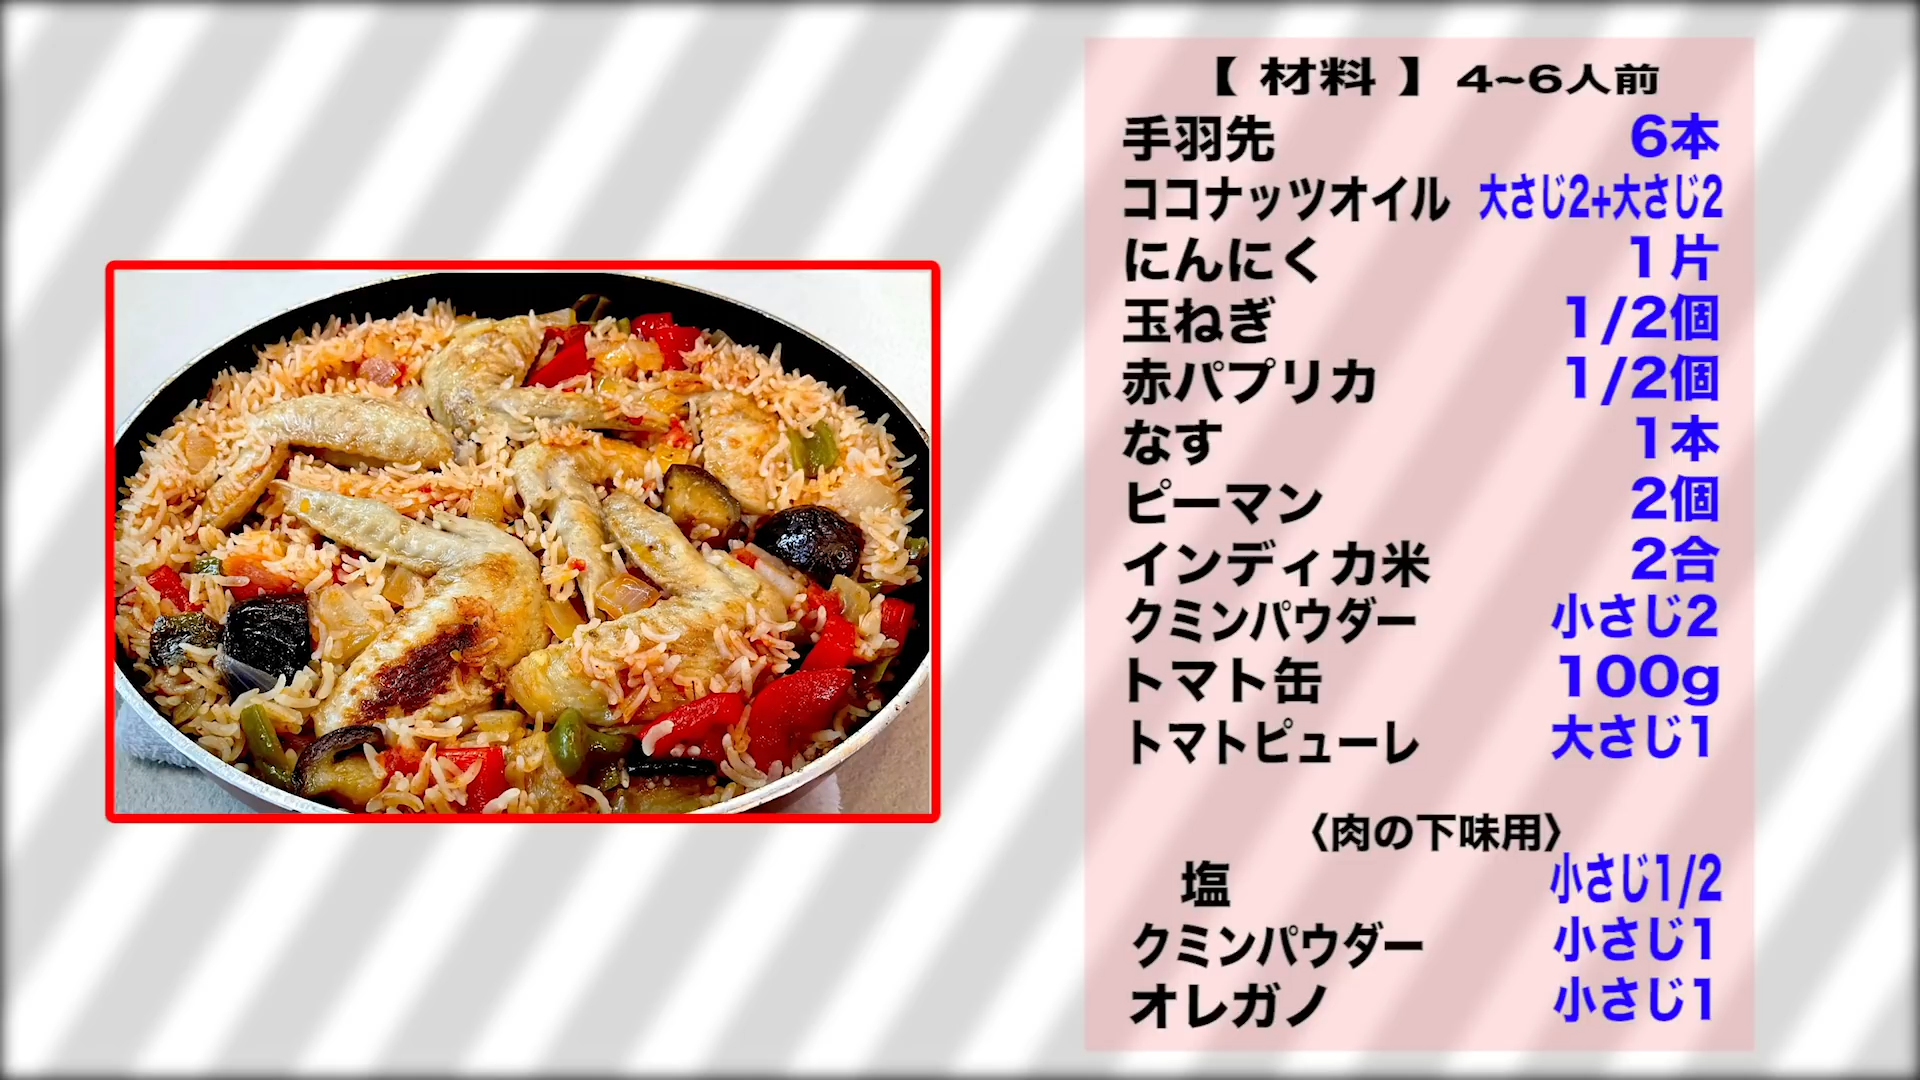 【 材料 】 4~6人前
手羽先 6本
ココナッツオイル 大さじ2+大さじ2
にんにく 1片
玉ねぎ 1/2個
赤パプリカ 1/2個
なす 1本
ピーマン 2個
インディカ米 2合
クミンパウダー 小さじ2
トマト缶 100g
トマトピューレ 大さじ1
〈肉の下味用〉
塩 小さじ1/2
クミンパウダー 小さじ1
オレガノ 小さじ1